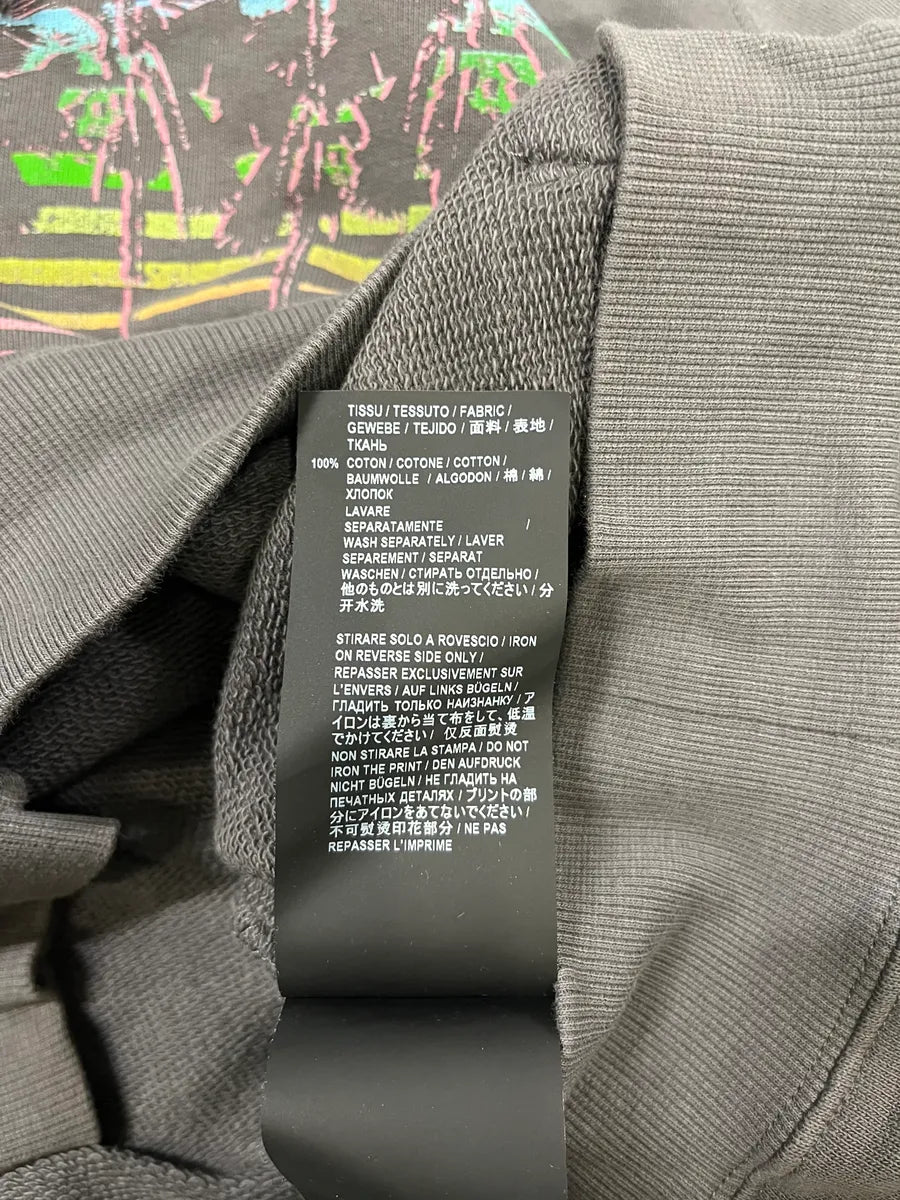 TISSU / TESSUTO / FABRIC /
GEWEBE / TEJIDO / 面料 / 表地 /
ТКАНЬ
100% COTON / COTONE / COTTON /
BAUMWOLLE / ALGODON / 棉 / 綿 /
ХЛОПОК
LAVARE
SEPARATAMENTE /
WASH SEPARATELY / LAVER
SEPAREMENT / SEPARAT
WASCHEN / СТИРАТЬ ОТДЕЛЬНО /
他のものとは別に洗ってください / 分
开水洗
STIRARE SOLO A ROVESCIO / IRON
ON REVERSE SIDE ONLY /
REPASSER EXCLUSIVEMENT SUR
L'ENVERS / AUF LINKS BÜGELN /
ГЛАДИТЬ ТОЛЬКО НАИЗНАНКУ / ア
イロンは裏から当て布をして、低温
でかけてください / 仅反面熨烫
NON STIRARE LA STAMPA / DO NOT
IRON THE PRINT / DEN AUFDRUCK
NICHT BÜGELN / НЕ ГЛАДИТЬ НА
ПЕЧАТНЫХ ДЕТАЛЯХ / プリントの部
分にアイロンをあてないでください /
不可熨烫印花部分 / NE PAS
REPASSER L'IMPRIME